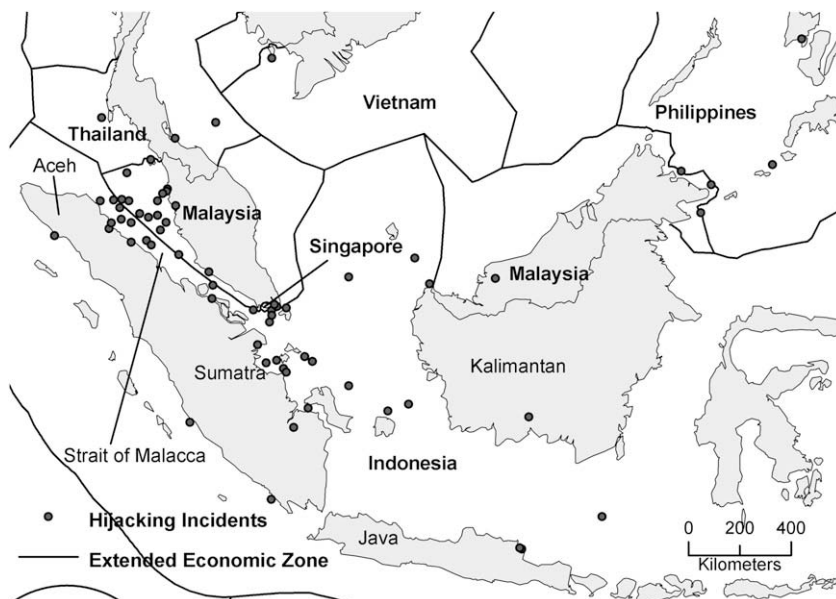 Vietnam
Philippines
Thailand
Aceh
Malaysia
Singapore
Malaysia
Kalimantan
Sumatra
Strait of Malacca
Indonesia
Hijacking Incidents
Java
Extended Economic Zone
0 200 400
Kilometers